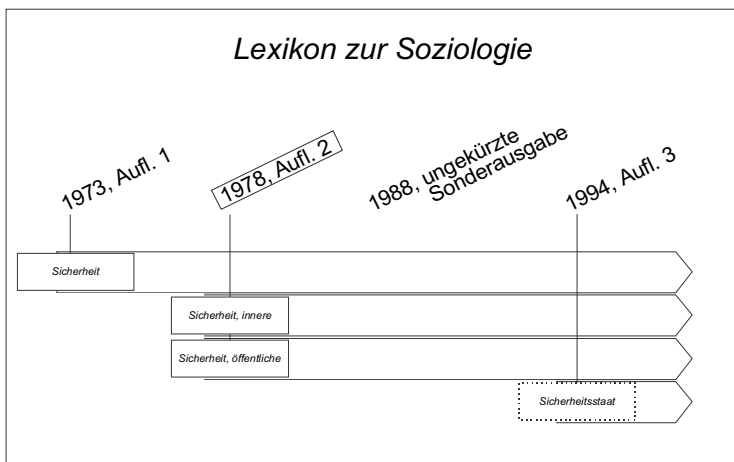 Lexikon zur Soziologie
1973, Aufl. 1
1978, Aufl. 2
1988, ungekürzte
Sonderausgabe
1994, Aufl. 3
Sicherheit
Sicherheit, innere
Sicherheit, öffentliche
Sicherheitsstaat